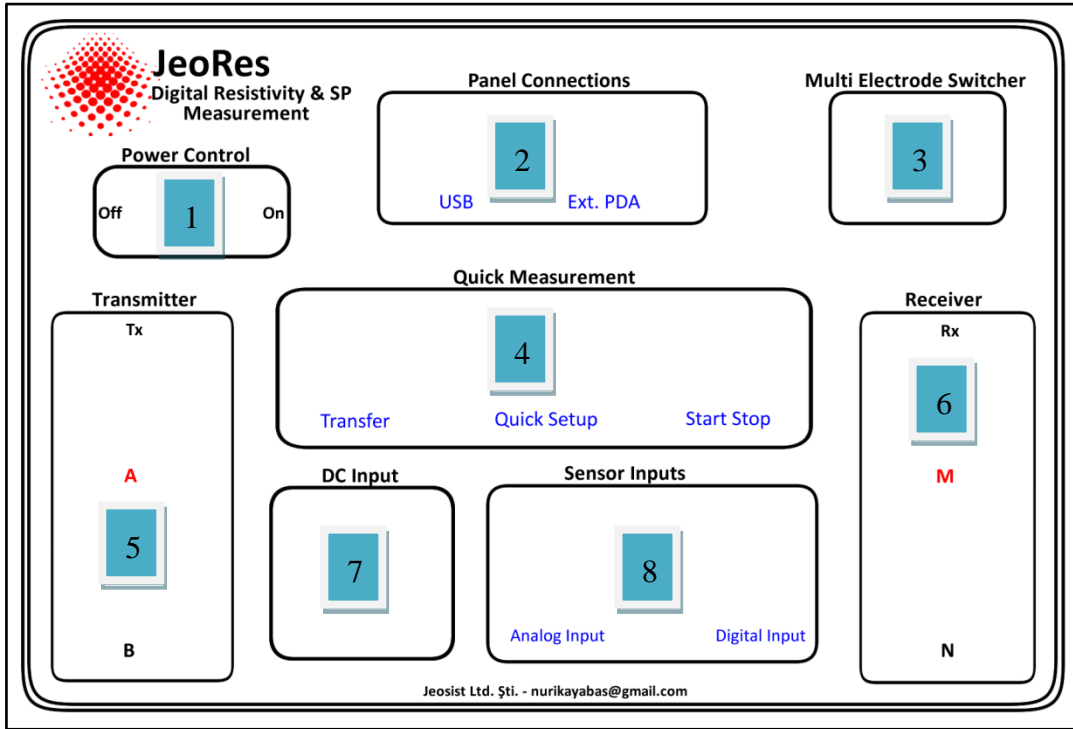 JeoRes
Digital Resistivity & SP
Measurement
Panel Connections
Multi Electrode Switcher
2
3
USB Ext. PDA
Power Control
Off 1 On
Quick Measurement
4
Transfer Quick Setup Start Stop
Transmitter
Tx
A
5
B
Receiver
Rx
6
M
N
DC Input
7
Sensor Inputs
8
Analog Input Digital Input
Jeosist Ltd. Şti. - nurikayabas@gmail.com